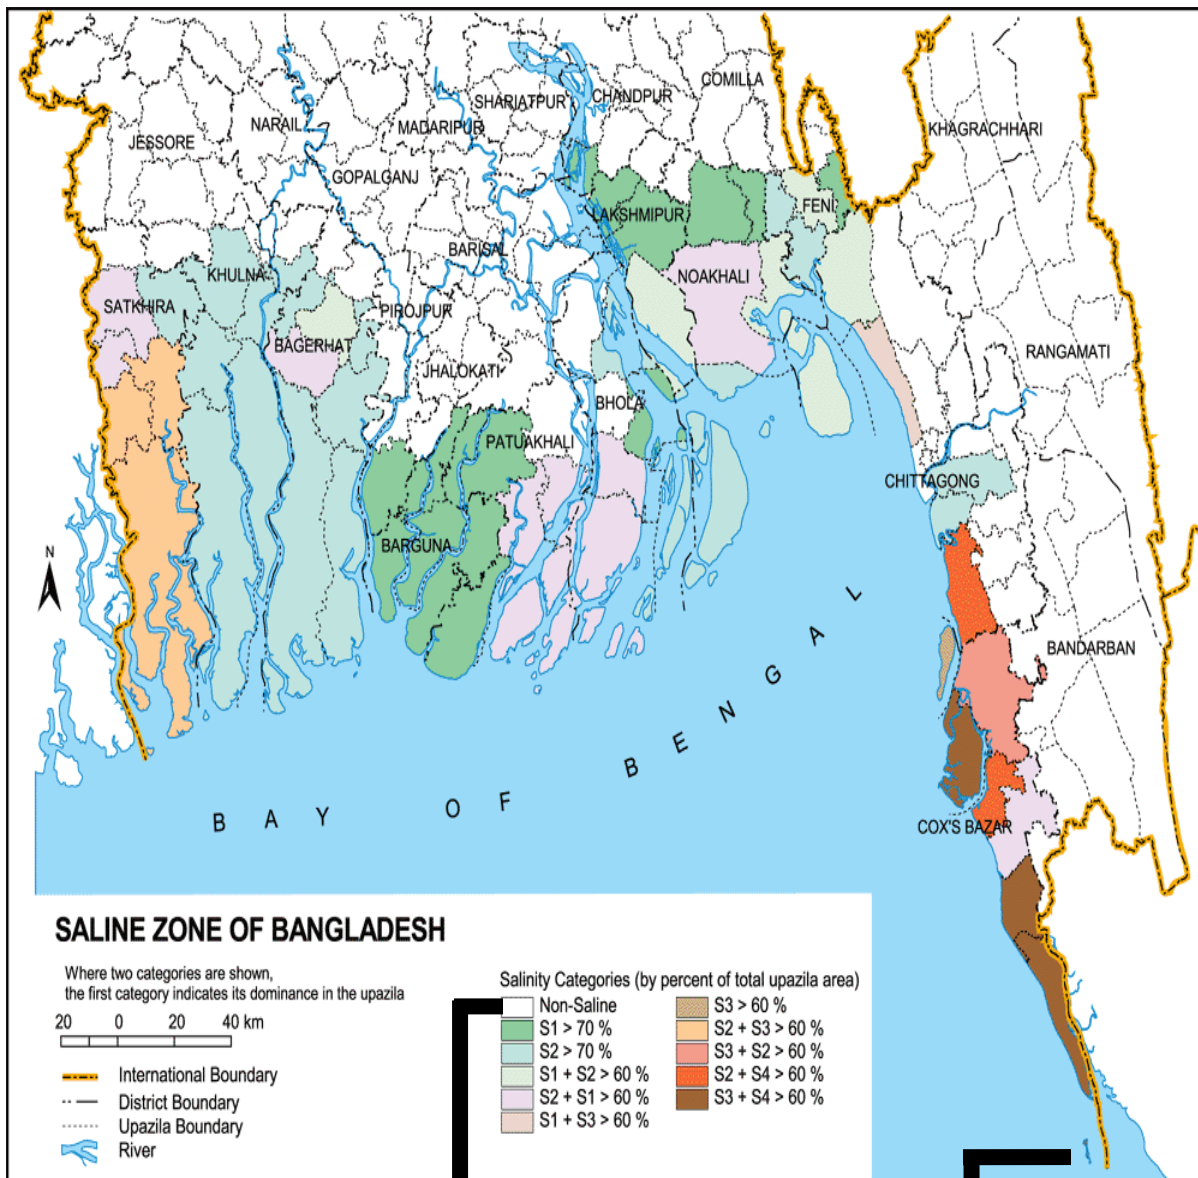 COMILLA
SHARIATPUR
CHANDPUR
NARAIL
MADARIPUR
KHAGRACHHARI
JESSORE
GOPALGANJ
FENI
LAKSHMIPUR
BARISAL
KHULNA
NOAKHALI
SATKHIRA
PIROJPUR
BAGERHAT
RANGAMATI
JHALOKATI
BHOLA
PATUAKHALI
CHITTAGONG
BARGUNA
N
BANDARBAN
BAY OF BENGAL
COX'S BAZAR
SALINE ZONE OF BANGLADESH
Where two categories are shown,
the first category indicates its dominance in the upazila
20 0 20 40 km
International Boundary
District Boundary
Upazila Boundary
River
Salinity Categories (by percent of total upazila area)
Non-Saline
S1 > 70 %
S2 > 70 %
S1 + S2 > 60 %
S2 + S1 > 60 %
S1 + S3 > 60 %
S3 > 60 %
S2 + S3 > 60 %
S3 + S2 > 60 %
S2 + S4 > 60 %
S3 + S4 > 60 %